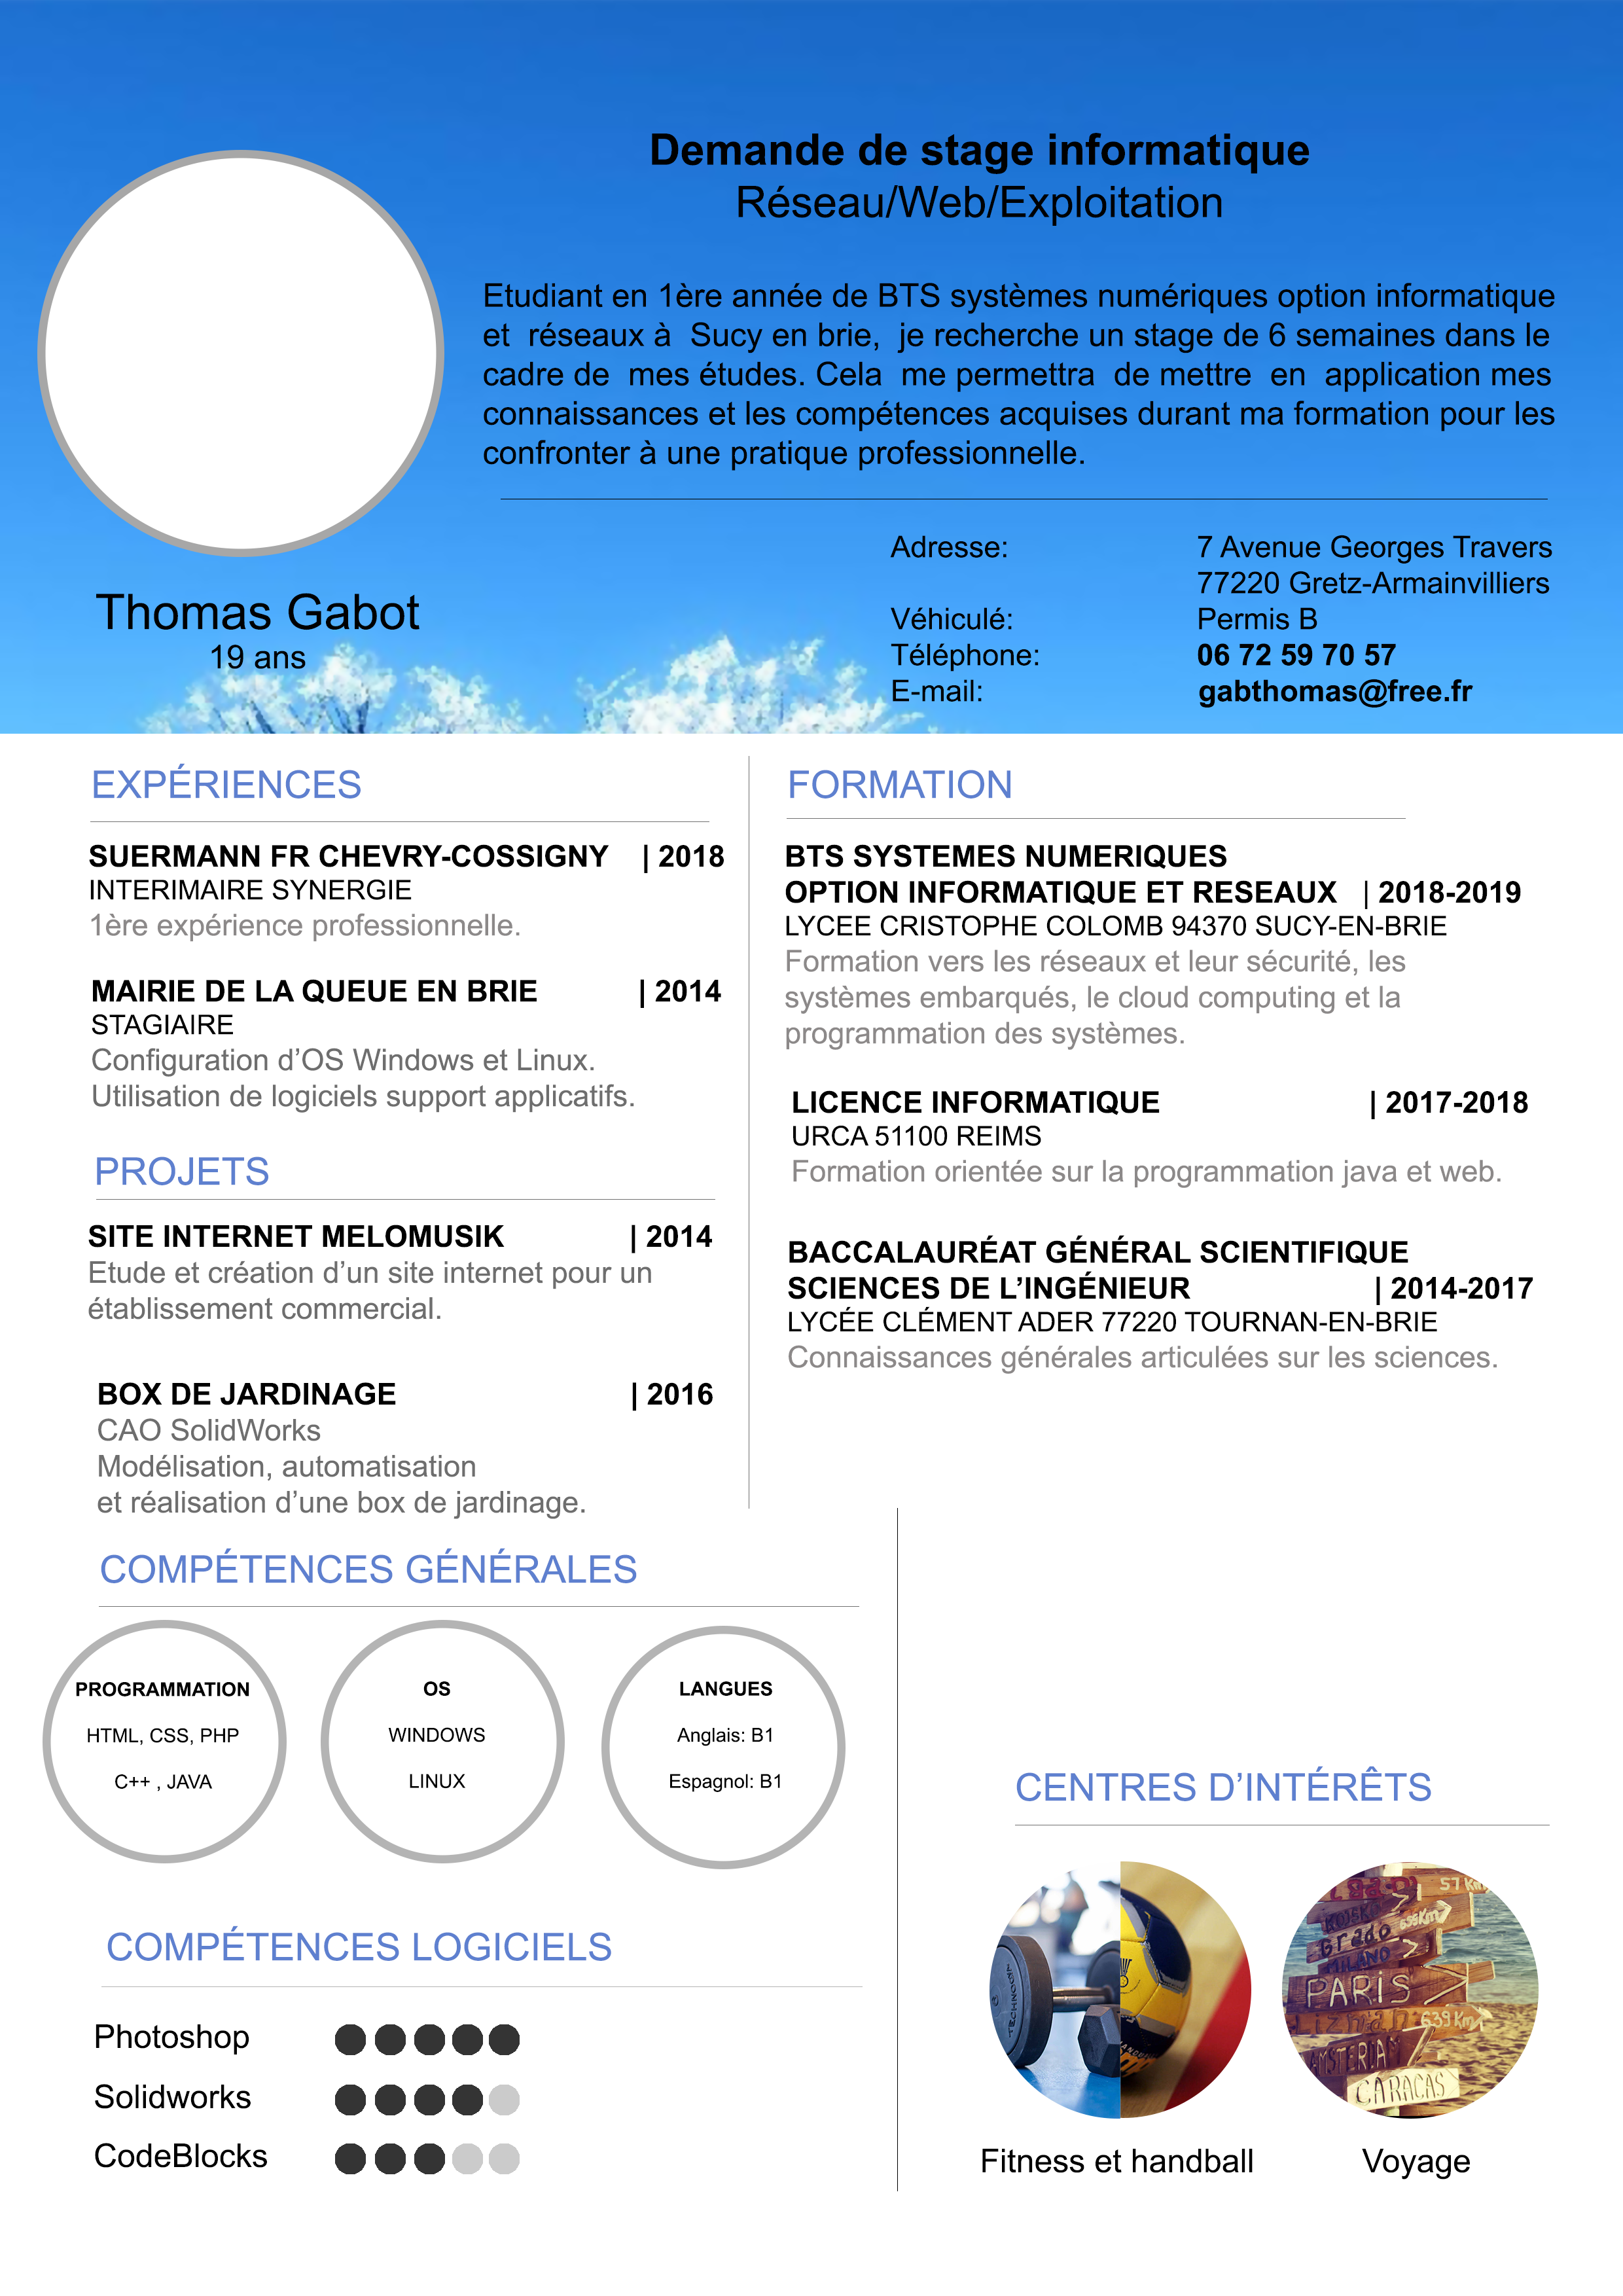 Demande de stage informatique
Réseau/Web/Exploitation
Etudiant en 1ère année de BTS systèmes numériques option informatique
et réseaux à Sucy en brie, je recherche un stage de 6 semaines dans le
cadre de mes études. Cela me permettra de mettre en application mes
connaissances et les compétences acquises durant ma formation pour les
confronter à une pratique professionnelle.
Thomas Gabot
19 ans
Adresse: 7 Avenue Georges Travers
77220 Gretz-Armainvilliers
Véhiculé: Permis B
Téléphone: 06 72 59 70 57
E-mail: gabthomas@free.fr
EXPÉRIENCES
SUERMANN FR CHEVRY-COSSIGNY | 2018
INTERIMAIRE SYNERGIE
1ère expérience professionnelle.
MAIRIE DE LA QUEUE EN BRIE | 2014
STAGIAIRE
Configuration d’OS Windows et Linux.
Utilisation de logiciels support applicatifs.
PROJETS
SITE INTERNET MELOMUSIK | 2014
Etude et création d’un site internet pour un
établissement commercial.
BOX DE JARDINAGE | 2016
CAO SolidWorks
Modélisation, automatisation
et réalisation d’une box de jardinage.
FORMATION
BTS SYSTEMES NUMERIQUES
OPTION INFORMATIQUE ET RESEAUX | 2018-2019
LYCEE CRISTOPHE COLOMB 94370 SUCY-EN-BRIE
Formation vers les réseaux et leur sécurité, les
systèmes embarqués, le cloud computing et la
programmation des systèmes.
LICENCE INFORMATIQUE | 2017-2018
URCA 51100 REIMS
Formation orientée sur la programmation java et web.
BACCALAURÉAT GÉNÉRAL SCIENTIFIQUE
SCIENCES DE L’INGÉNIEUR | 2014-2017
LYCÉE CLÉMENT ADER 77220 TOURNAN-EN-BRIE
Connaissances générales articulées sur les sciences.
COMPÉTENCES GÉNÉRALES
PROGRAMMATION
HTML, CSS, PHP
C++ , JAVA
OS
WINDOWS
LINUX
LANGUES
Anglais: B1
Espagnol: B1
COMPÉTENCES LOGICIELS
Photoshop
Solidworks
CodeBlocks
CENTRES D’INTÉRÊTS
57 Km
Grado
MILANO
PARIS
639 Km
CARACAS
Fitness et handball
Voyage